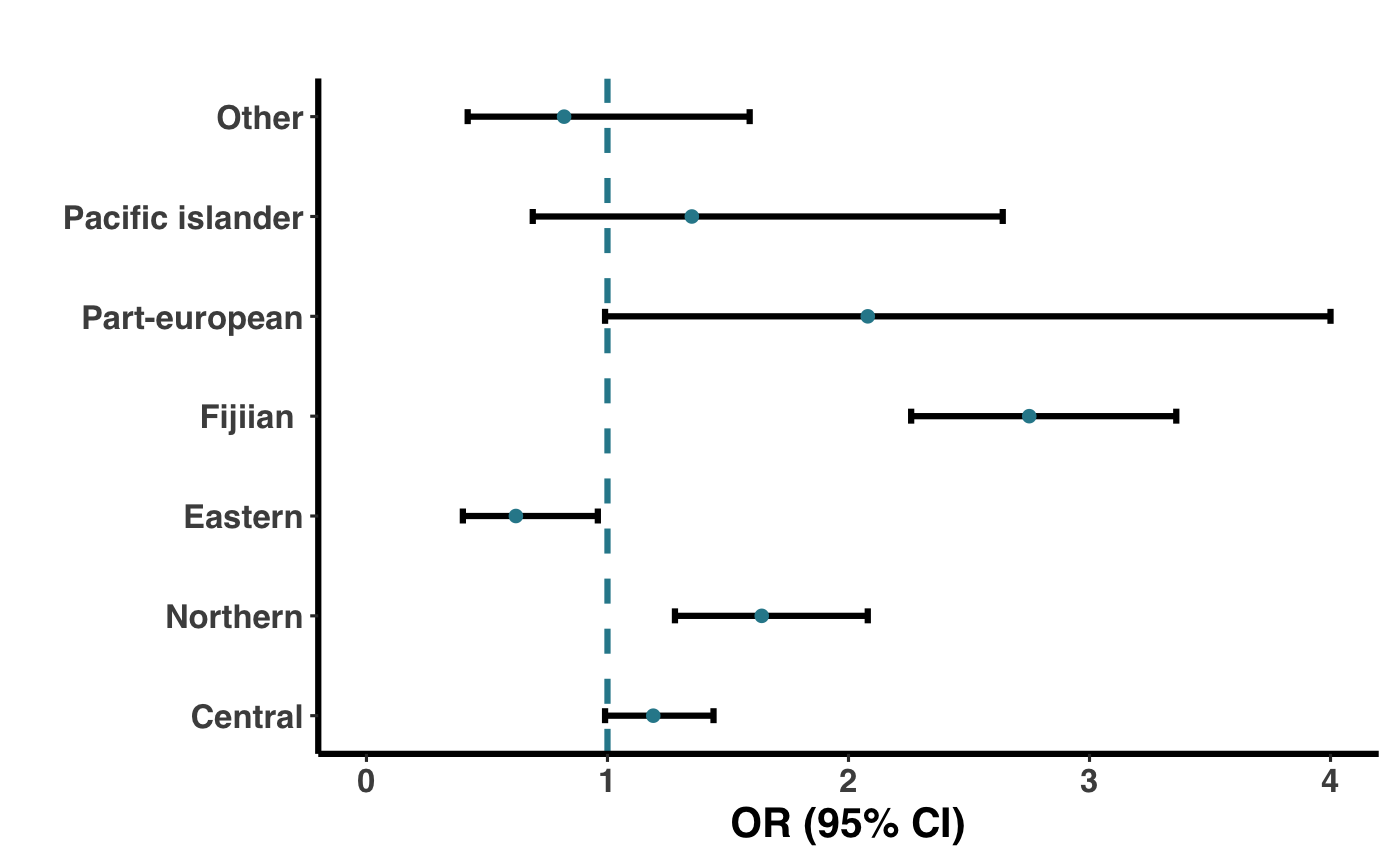 Other
Pacific islander
Part-european
Fijiian
Eastern
Northern
Central
0 1 2 3 4
OR (95% CI)